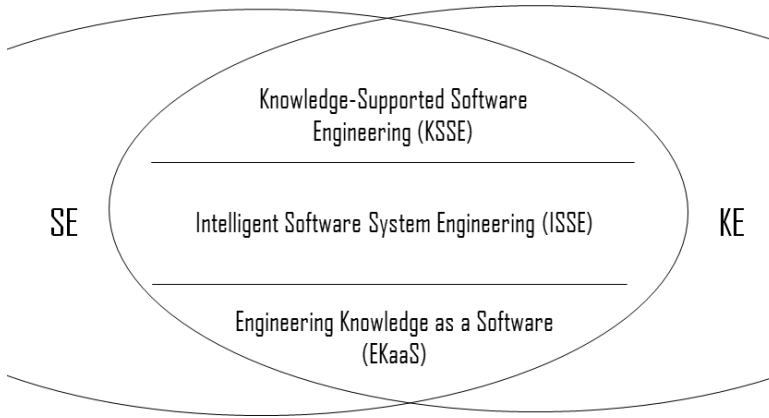 Knowledge-Supported Software
Engineering (KSSE)
SE
Intelligent Software System Engineering (ISSE)
KE
Engineering Knowledge as a Software
(EKaaS)